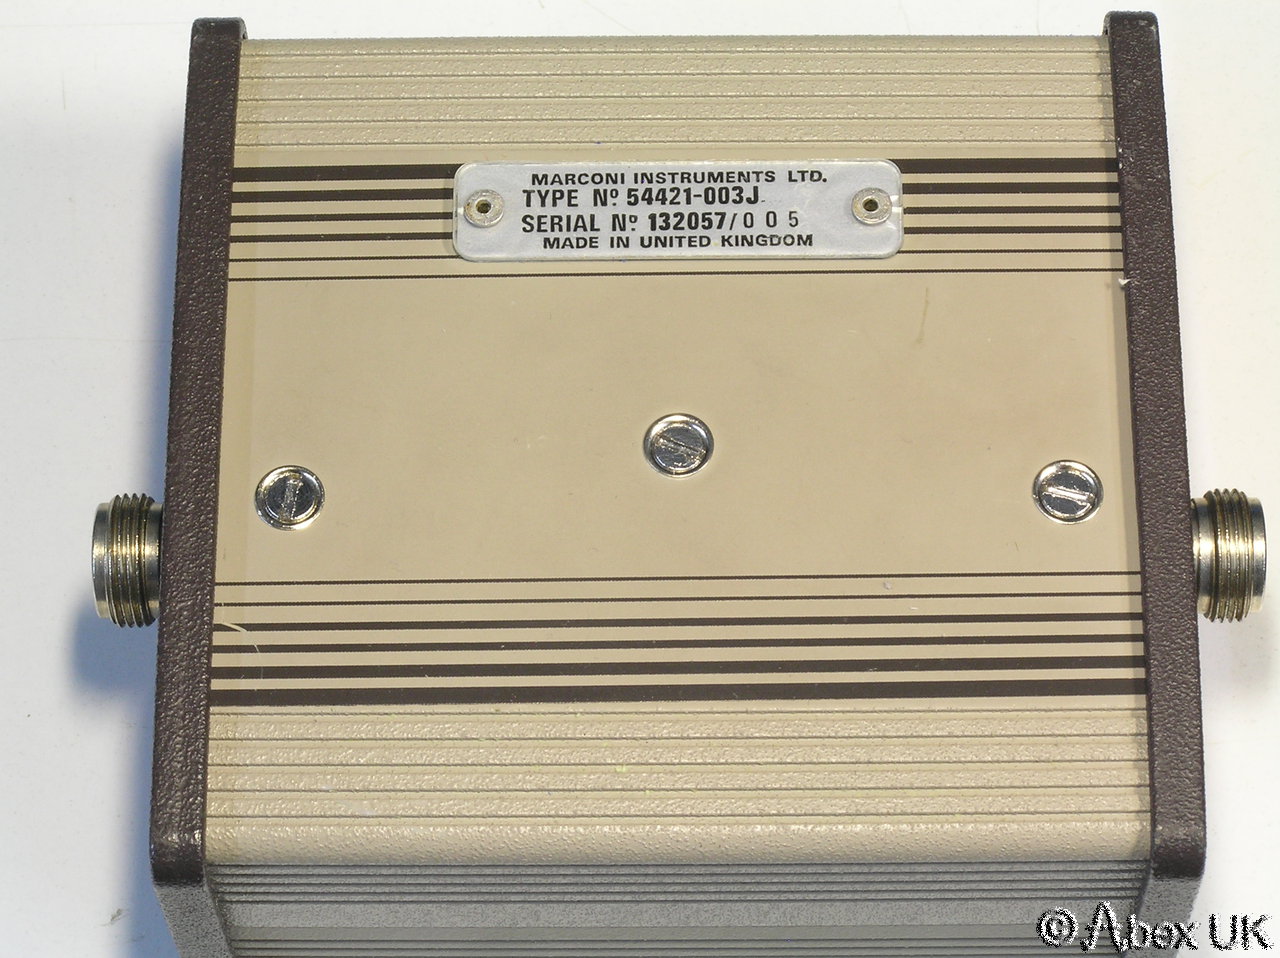 MARCONI INSTRUMENTS LTD.
TYPE Nº 54421-003J
SERIAL Nº 132057/005
MADE IN UNITED KINGDOM
© Abex UK